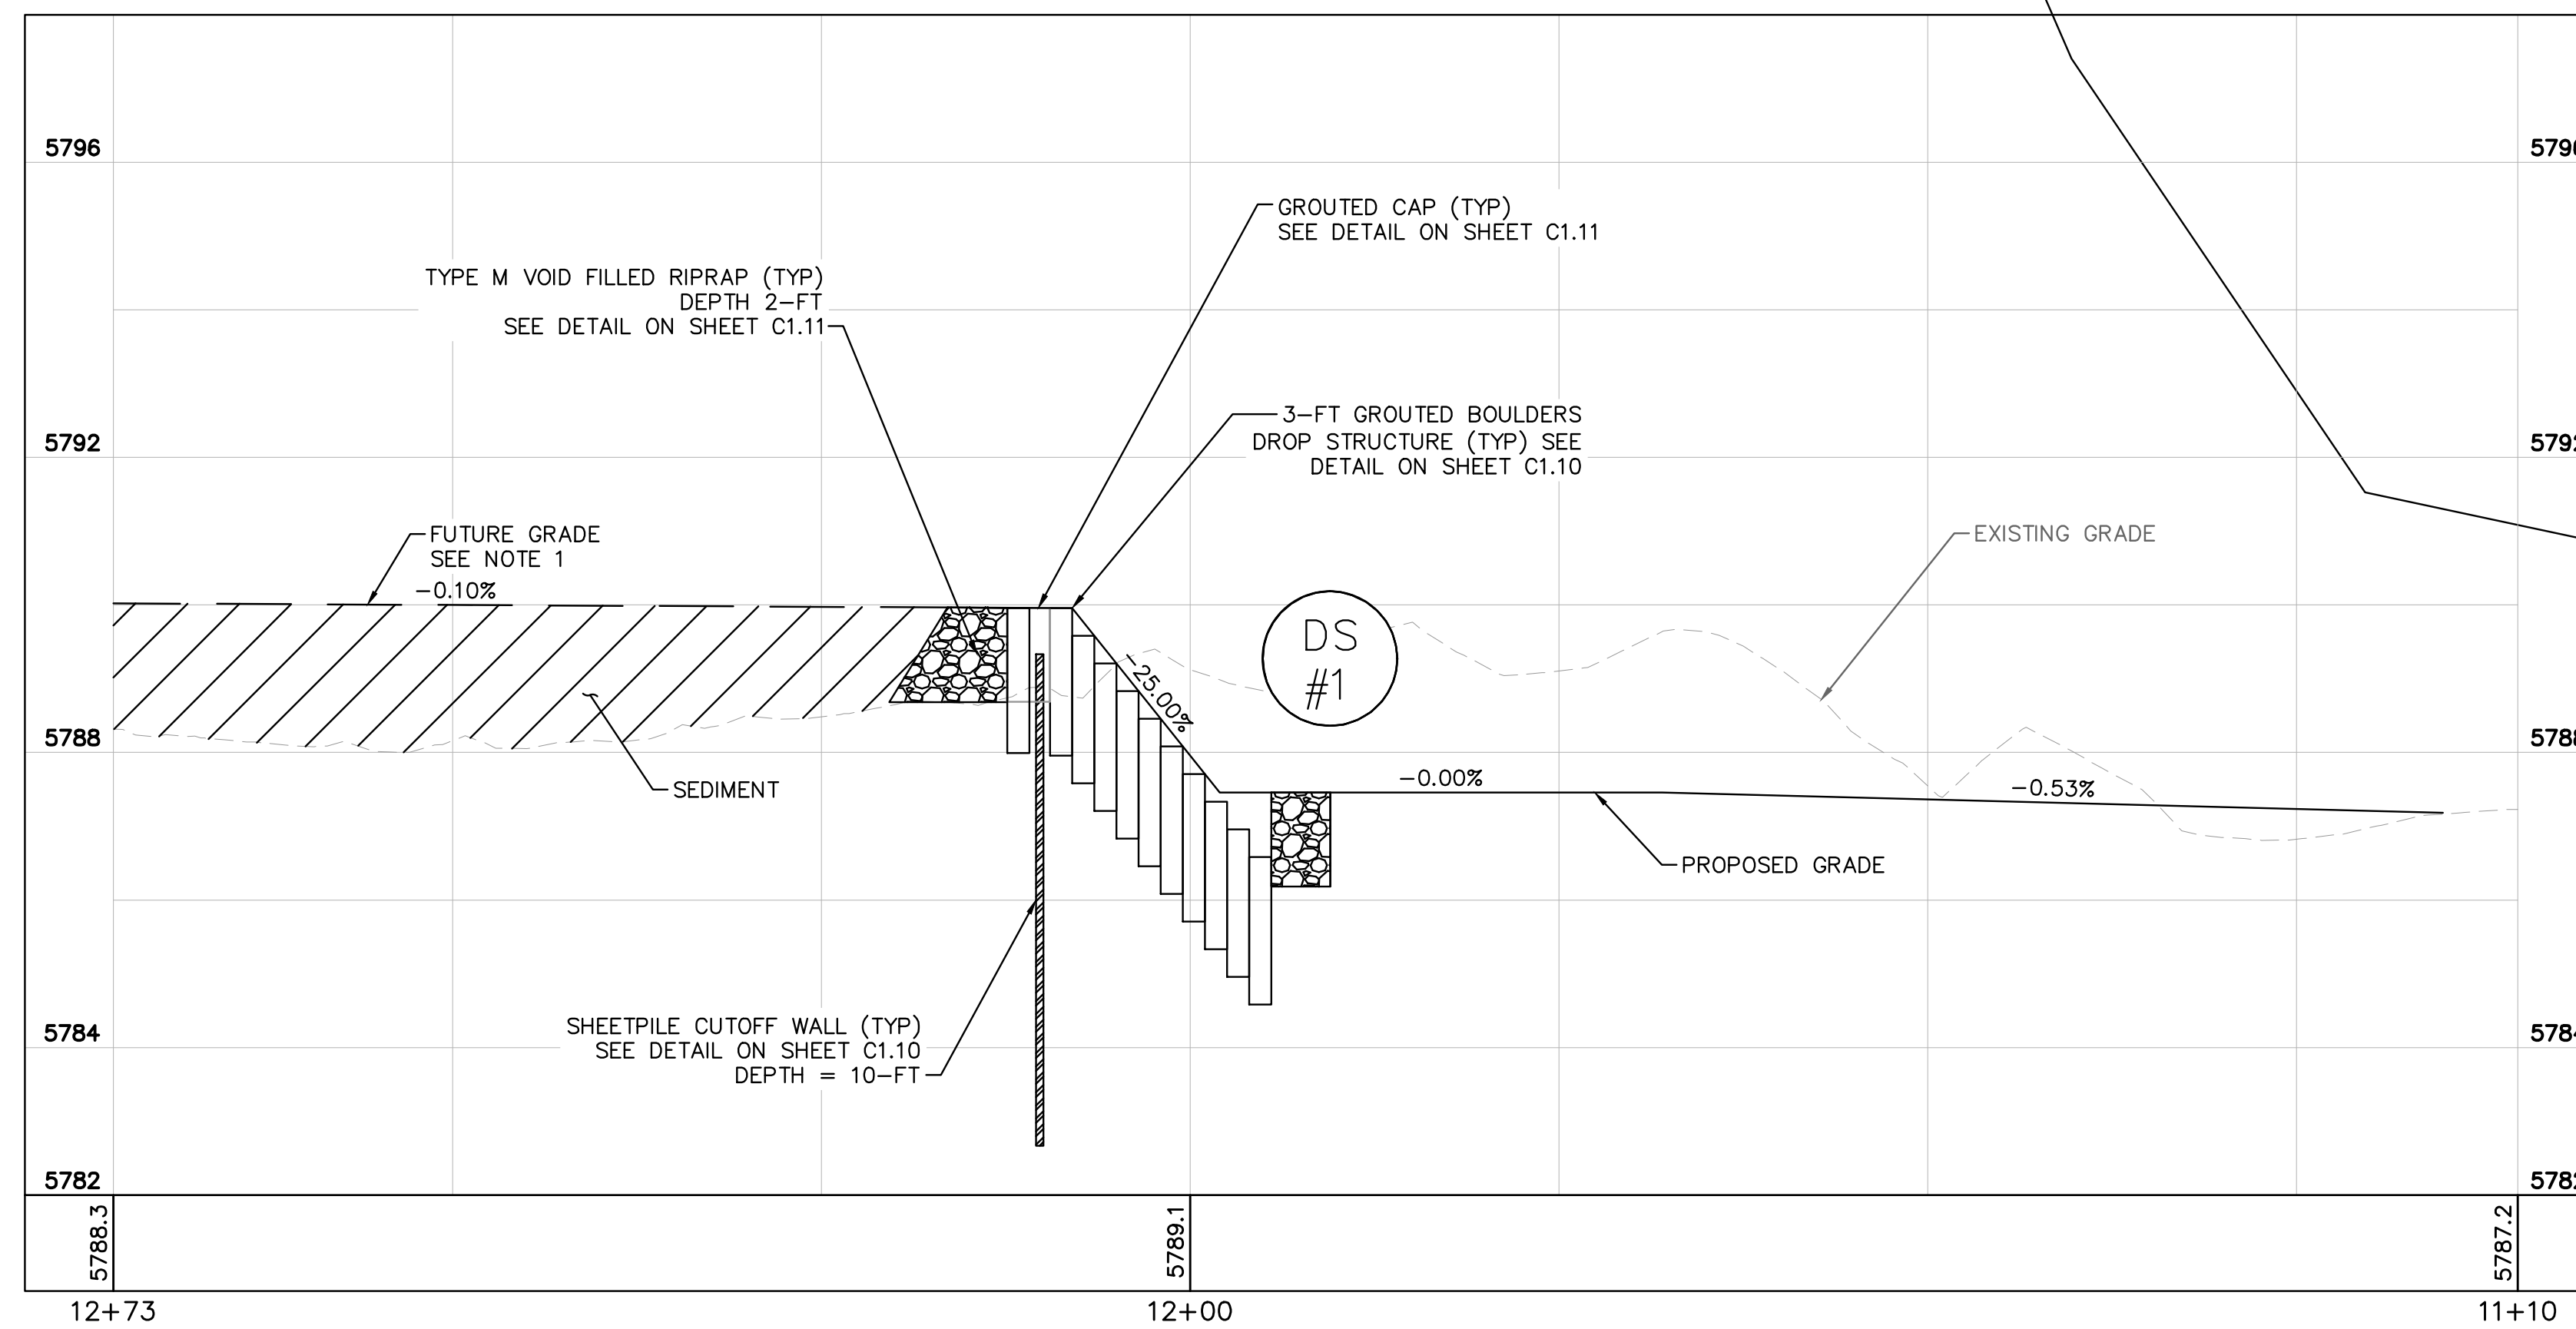 5796
5796
GROUTED CAP (TYP)
SEE DETAIL ON SHEET C1.11
TYPE M VOID FILLED RIPRAP (TYP)
DEPTH 2-FT
SEE DETAIL ON SHEET C1.11
3-FT GROUTED BOULDERS
DROP STRUCTURE (TYP) SEE
DETAIL ON SHEET C1.10
5792
FUTURE GRADE
SEE NOTE 1
-0.10%
EXISTING GRADE
DS
#1
-25.00%
5788
-0.00%
-0.53%
SEDIMENT
PROPOSED GRADE
SHEETPILE CUTOFF WALL (TYP)
SEE DETAIL ON SHEET C1.10
DEPTH = 10-FT
5784
5782
5788.3
5789.1
5787.2
12+73
12+00
11+10